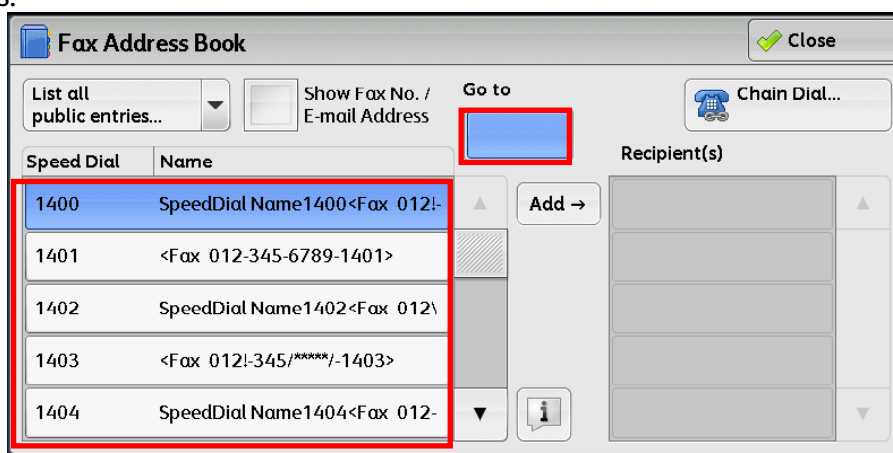 s.
Fax Address Book
Close
List all
public entries...
Show Fax No. /
E-mail Address
Go to
Chain Dial...
Speed Dial
Name
Recipient(s)
1400 SpeedDial Name1400<Fax 012!-
Add →
1401 <Fax 012-345-6789-1401>
1402 SpeedDial Name1402<Fax 012\
1403 <Fax 012!-345/*****/-1403>
1404 SpeedDial Name1404<Fax 012-
i